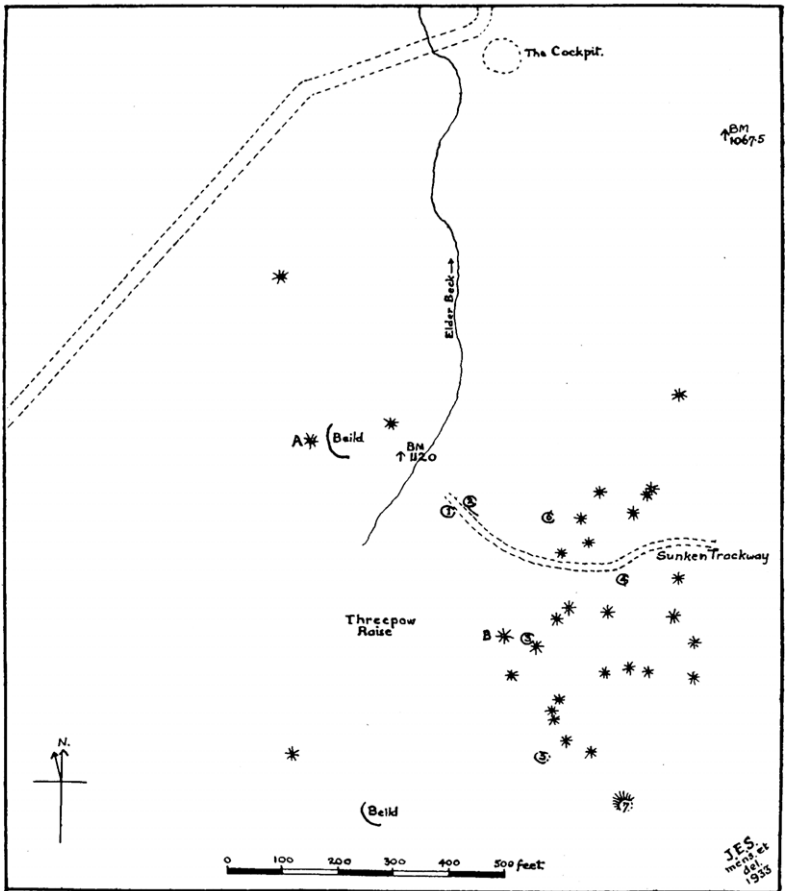 The Cockpit.
↑BM
1067.5
Elder Beck→
A
Beild
BM
↑1120
1
2
6
Sunken Trackway
4
Threepow
Raise
B
3
5
N.
Beild
7
0 100 200 300 400 500 feet.
J.E.S.
mens. et
del.
1933